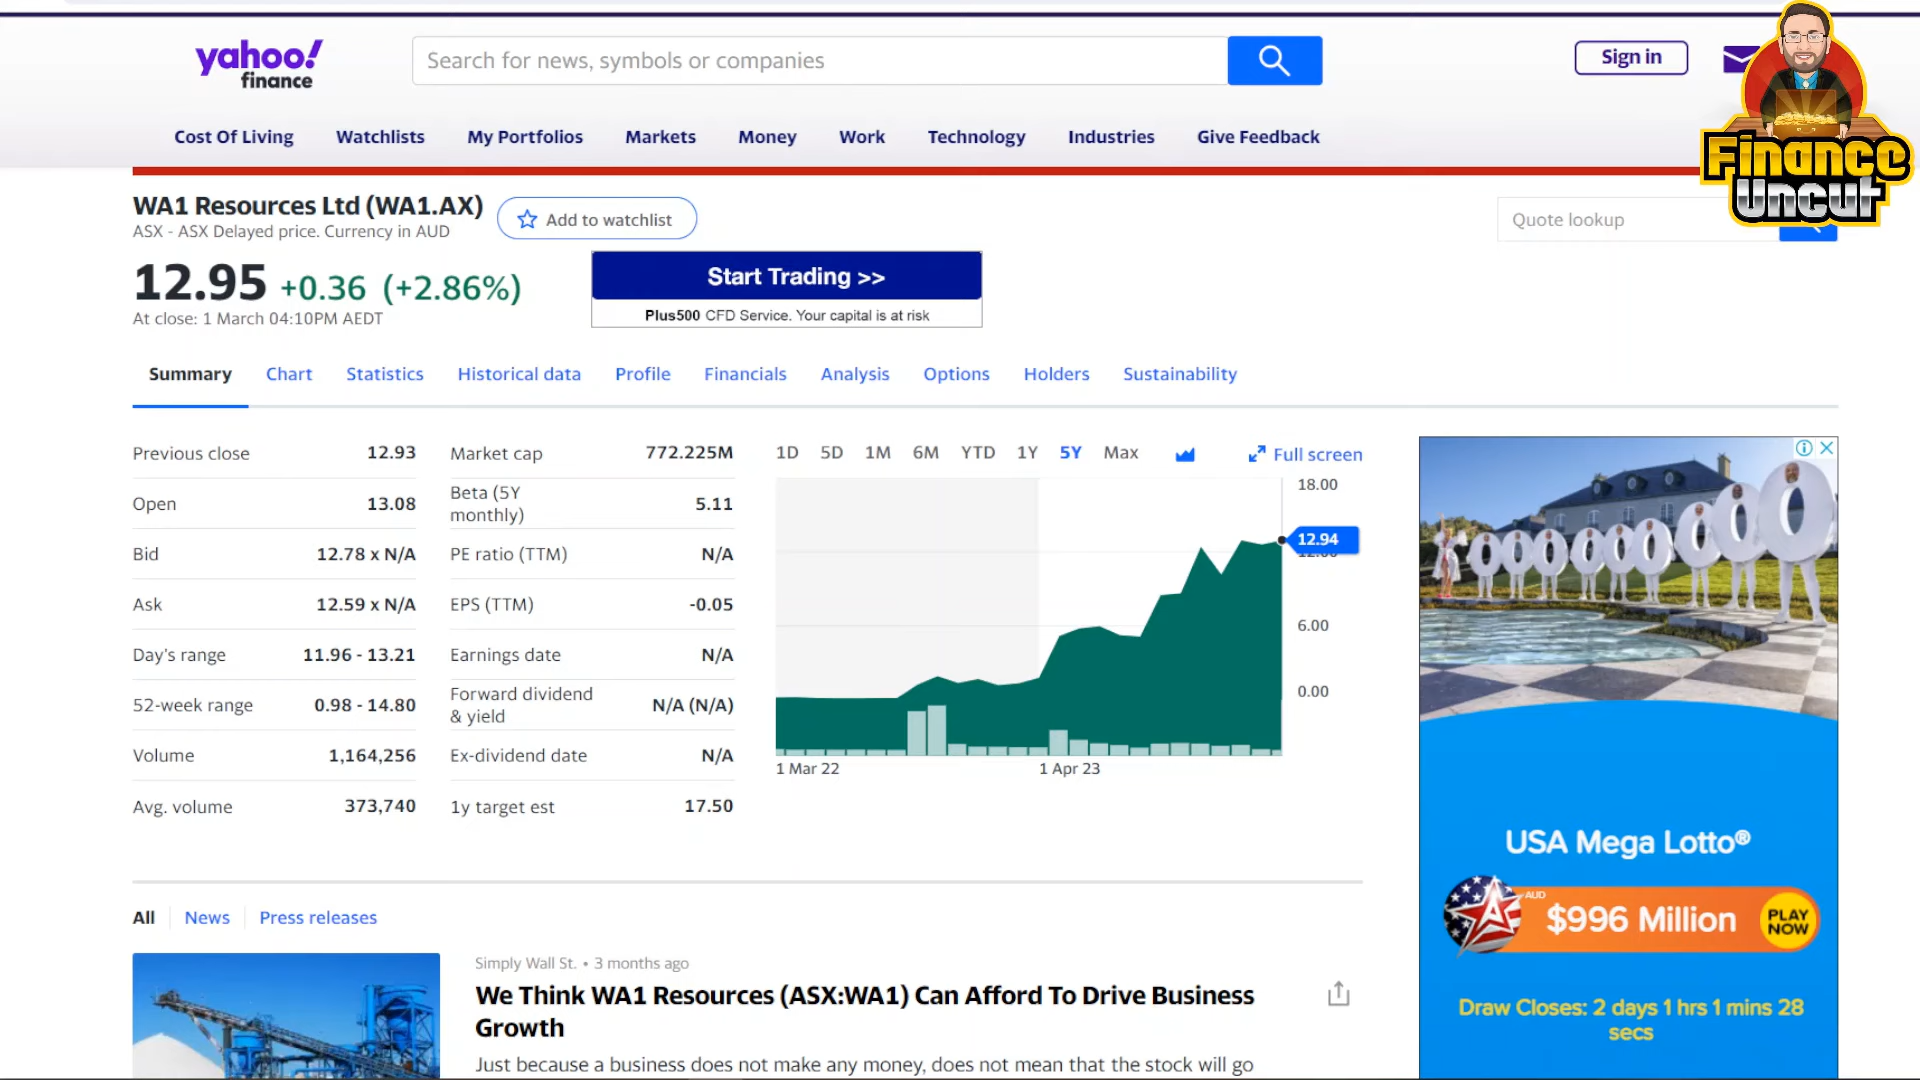 yahoo!
finance
Search for news, symbols or companies
Sign in
Finance
Uncut
Cost Of Living
Watchlists
My Portfolios
Markets
Money
Work
Technology
Industries
Give Feedback
WA1 Resources Ltd (WA1.AX)
Add to watchlist
ASX - ASX Delayed price. Currency in AUD
Quote lookup
12.95 +0.36 (+2.86%)
At close: 1 March 04:10PM AEDT
Start Trading >>
Plus500 CFD Service. Your capital is at risk
Summary
Chart
Statistics
Historical data
Profile
Financials
Analysis
Options
Holders
Sustainability
Previous close 12.93
Open 13.08
Bid 12.78 x N/A
Ask 12.59 x N/A
Day's range 11.96 - 13.21
52-week range 0.98 - 14.80
Volume 1,164,256
Avg. volume 373,740
Market cap 772.225M
Beta (5Y
monthly) 5.11
PE ratio (TTM) N/A
EPS (TTM) -0.05
Earnings date N/A
Forward dividend
& yield N/A (N/A)
Ex-dividend date N/A
1y target est 17.50
1D 5D 1M 6M YTD 1Y 5Y Max
Full screen
18.00
12.94
12.00
6.00
0.00
1 Mar 22
1 Apr 23
USA Mega Lotto®
AUD
$996 Million
PLAY
NOW
Draw Closes: 2 days 1 hrs 1 mins 28
secs
All
News
Press releases
Simply Wall St. • 3 months ago
We Think WA1 Resources (ASX:WA1) Can Afford To Drive Business
Growth
Just because a business does not make any money, does not mean that the stock will go